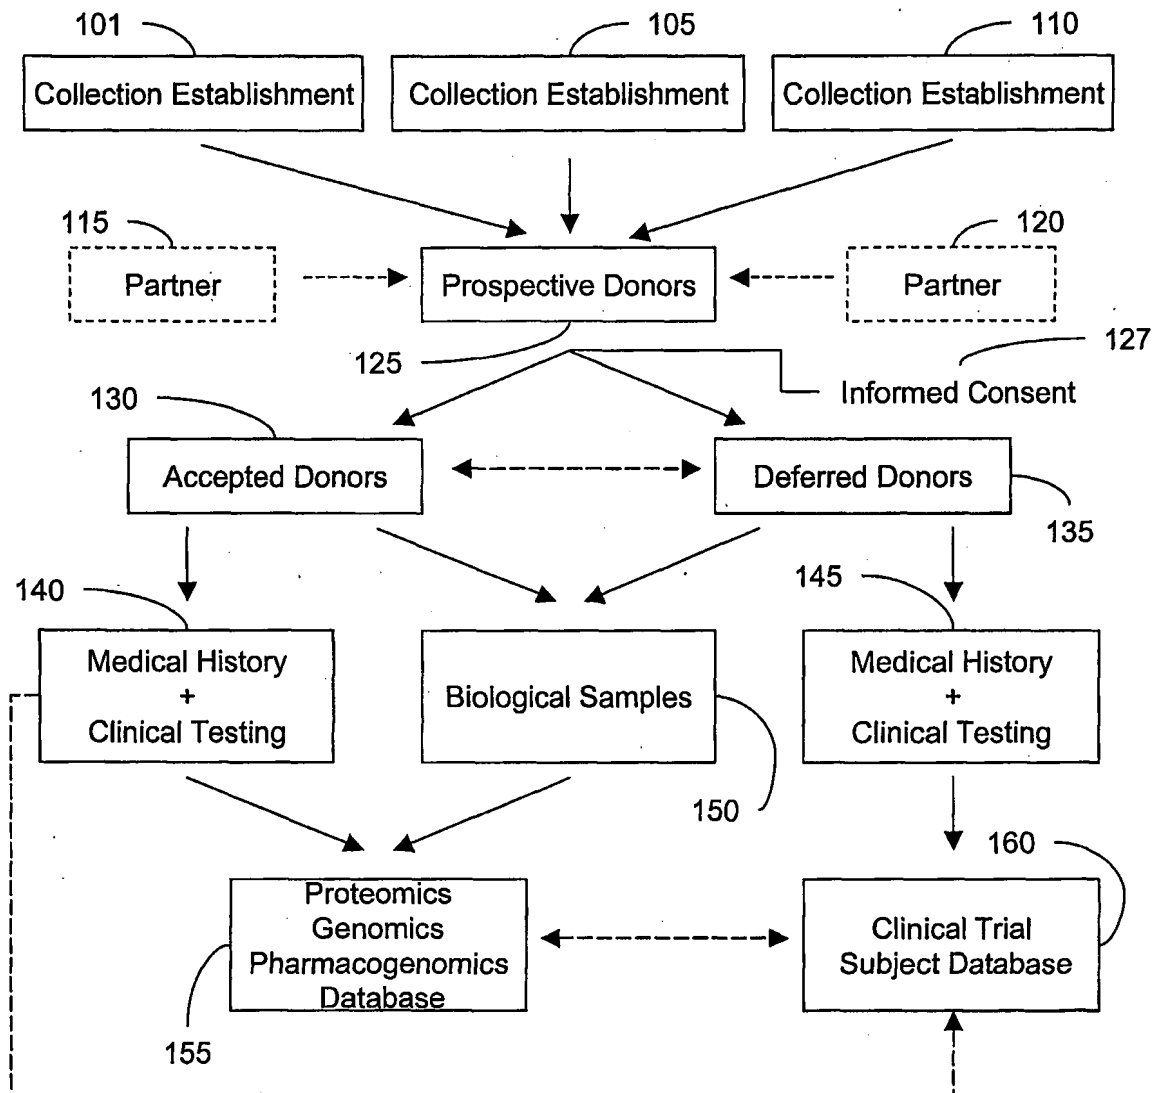 101
105
110
Collection Establishment
Collection Establishment
Collection Establishment
115
120
Partner
Prospective Donors
Partner
125
127
Informed Consent
130
Accepted Donors
Deferred Donors
135
140
145
Medical History
+
Clinical Testing
Biological Samples
Medical History
+
Clinical Testing
150
160
Proteomics
Genomics
Pharmacogenomics
Database
Clinical Trial
Subject Database
155